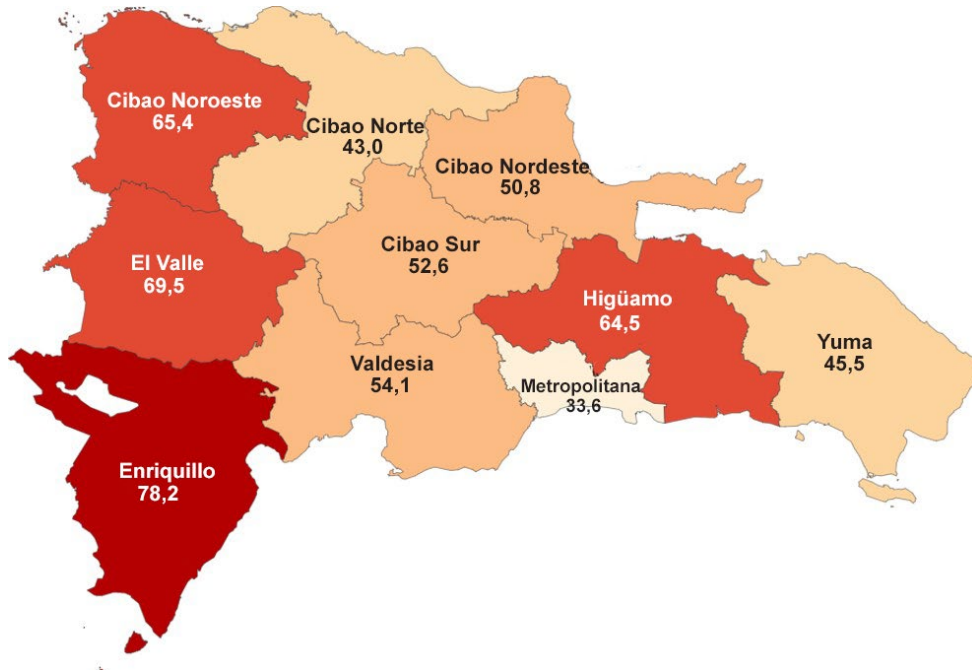 Cibao Noroeste
65,4
Cibao Norte
43,0
Cibao Nordeste
50,8
Cibao Sur
52,6
El Valle
69,5
Higüamo
64,5
Yuma
45,5
Valdesia
54,1
Metropolitana
33,6
Enriquillo
78,2